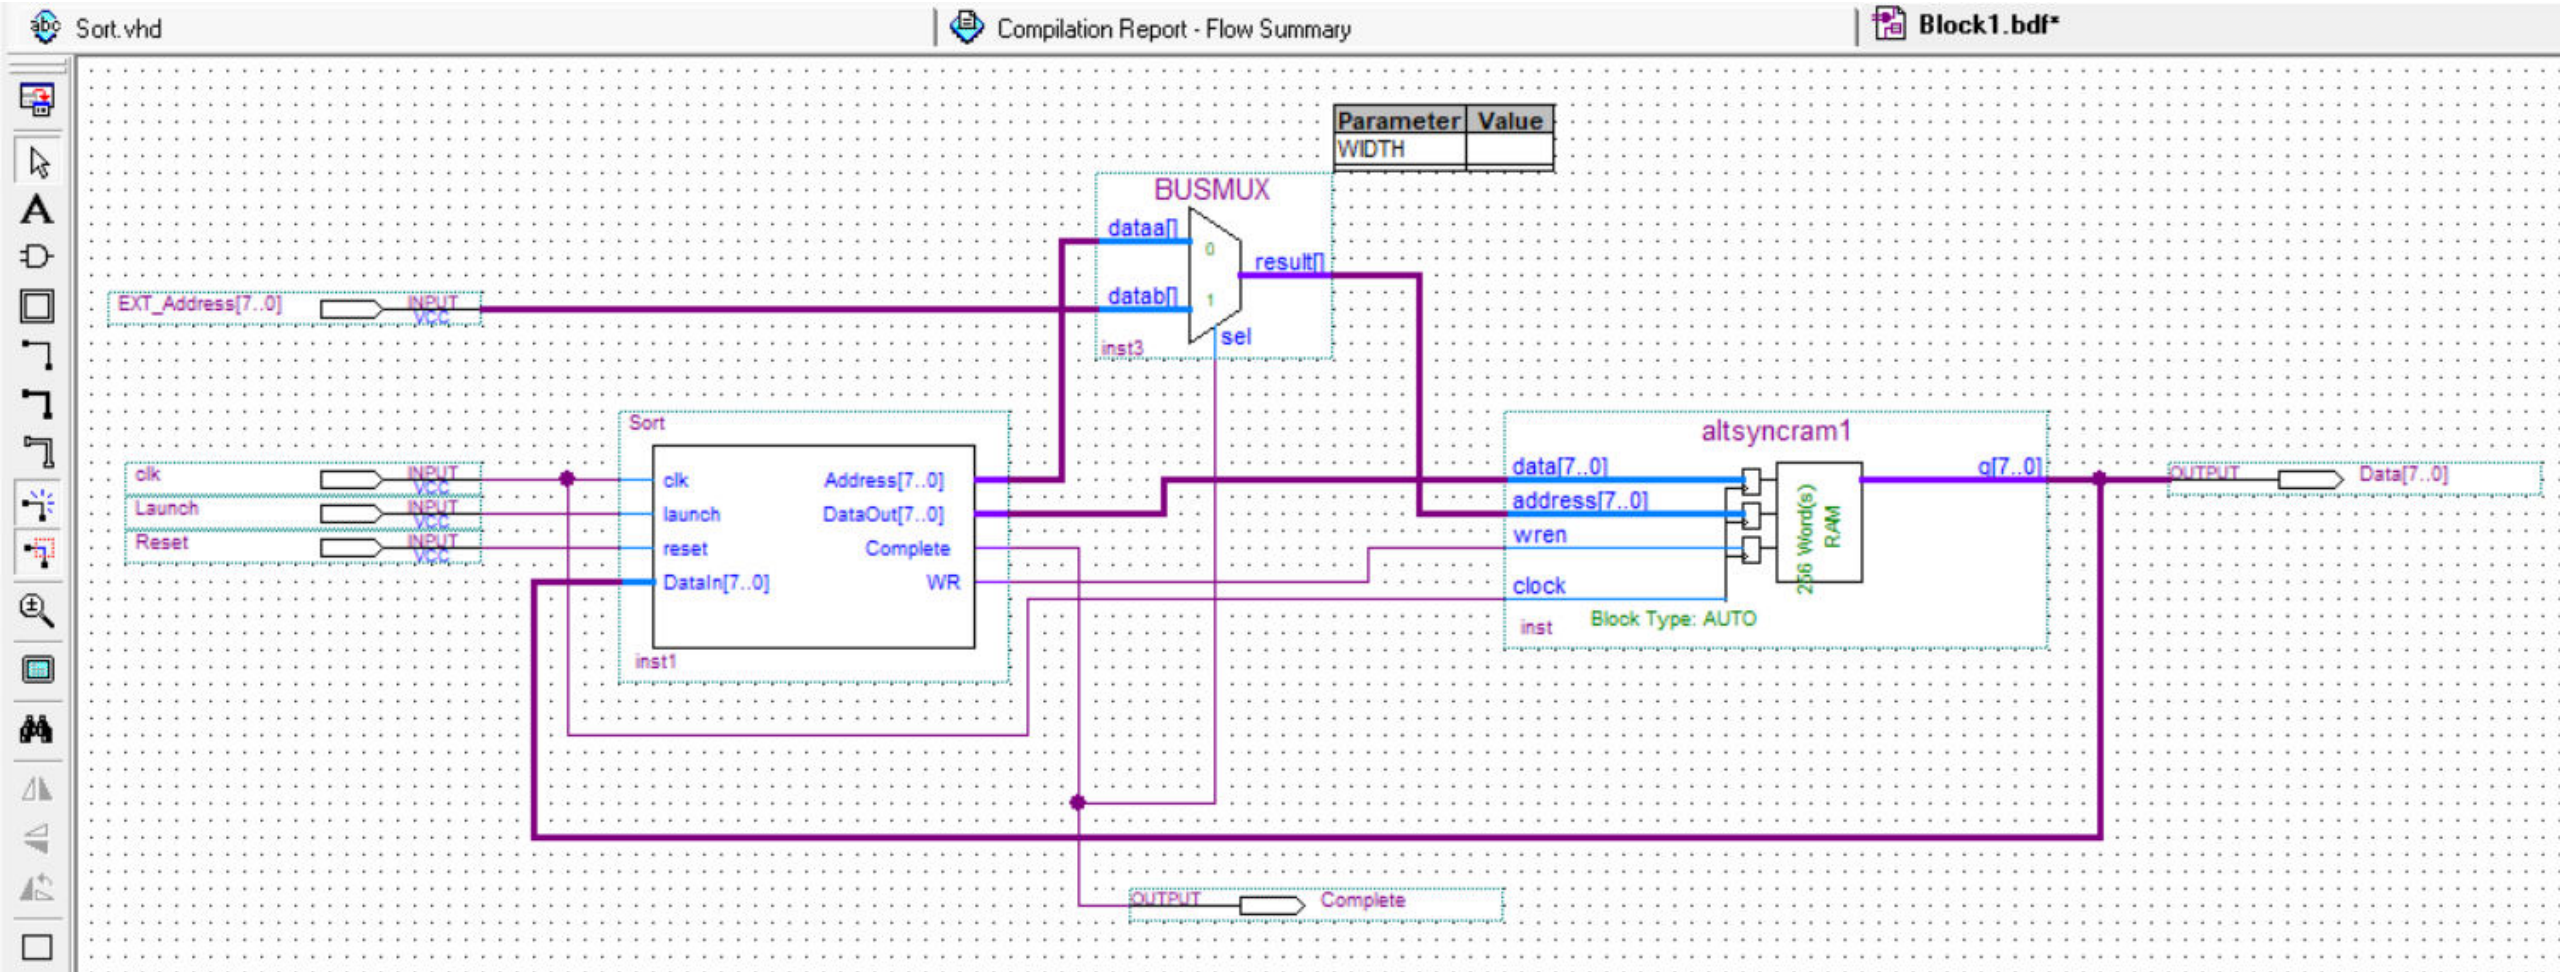 abc Sort.vhd
Compilation Report - Flow Summary
Block1.bdf*
Parameter Value
WIDTH
BUSMUX
dataa[]
0
result[]
EXT_Address[7..0] INPUT
VCC
datab[]
1
sel
inst3
Sort
altsyncram1
clk INPUT
VCC
clk
Address[7..0]
data[7..0]
q[7..0]
OUTPUT Data[7..0]
Launch INPUT
VCC
launch
DataOut[7..0]
address[7..0]
Reset INPUT
VCC
reset
Complete
wren
DataIn[7..0]
WR
clock
256 Word(s)
RAM
Block Type: AUTO
inst
inst1
OUTPUT Complete
A